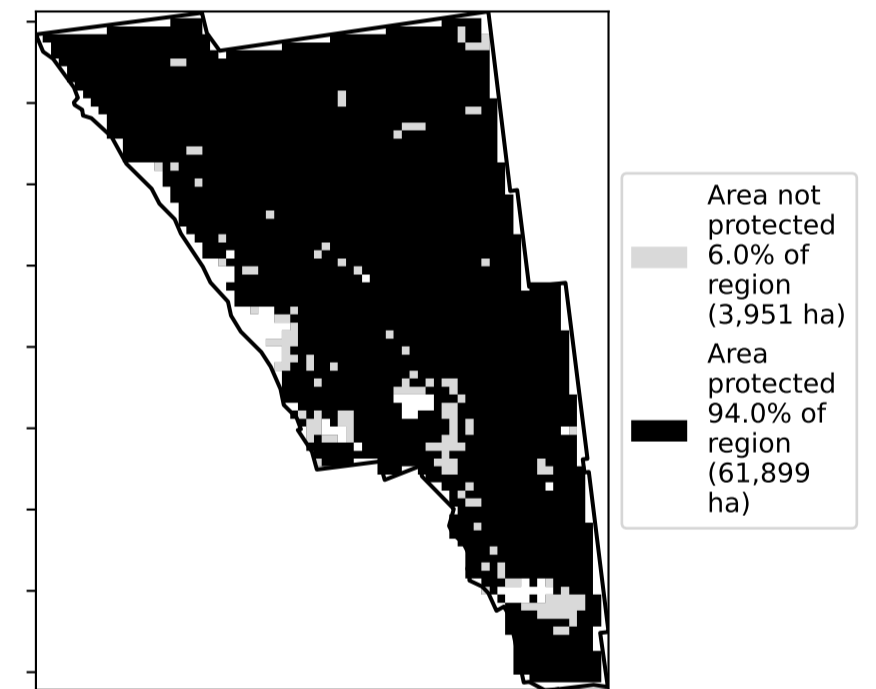 Area not
protected
6.0% of
region
(3,951 ha)
Area
protected
94.0% of
region
(61,899
ha)